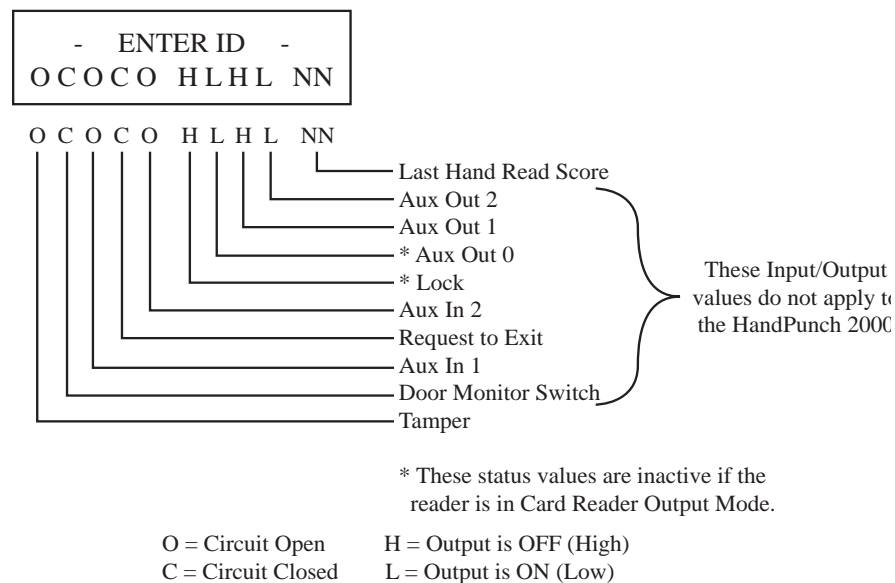 - ENTER ID -
O C O C O H L H L NN
O C O C O H L H L NN
Last Hand Read Score
Aux Out 2
Aux Out 1
* Aux Out 0
* Lock
Aux In 2
Request to Exit
Aux In 1
Door Monitor Switch
Tamper
These Input/Output
values do not apply to
the HandPunch 2000
* These status values are inactive if the
reader is in Card Reader Output Mode.
O = Circuit Open H = Output is OFF (High)
C = Circuit Closed L = Output is ON (Low)